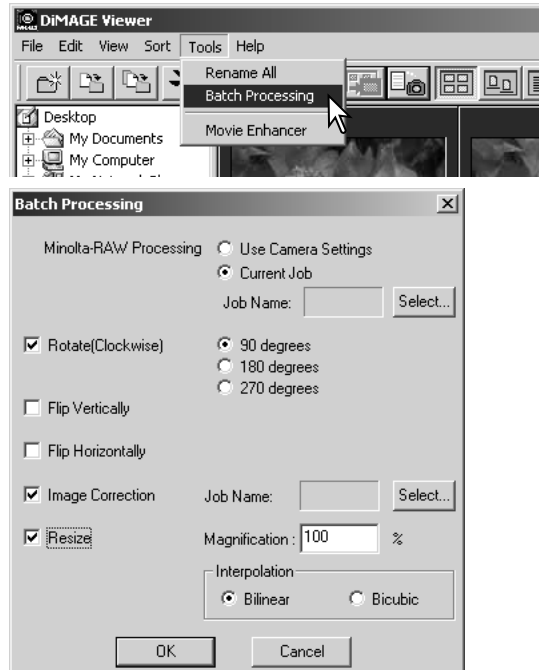 DiMAGE Viewer
File Edit View Sort Tools Help
Rename All
Batch Processing
Movie Enhancer
Desktop
My Documents
My Computer
Batch Processing
Minolta-RAW Processing
Use Camera Settings
Current Job
Job Name: Select...
Rotate(Clockwise)
90 degrees
180 degrees
270 degrees
Flip Vertically
Flip Horizontally
Image Correction Job Name: Select...
Resize Magnification : 100 %
Interpolation
Bilinear Bicubic
OK Cancel